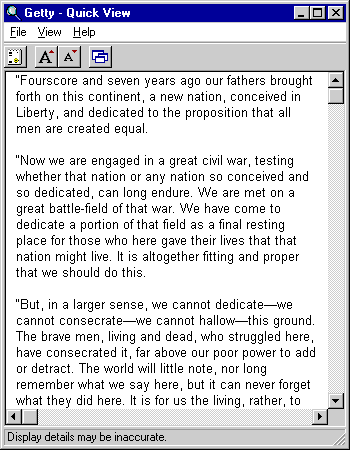 Getty - Quick View
File View Help
A A
"Fourscore and seven years ago our fathers brought
forth on this continent, a new nation, conceived in
Liberty, and dedicated to the proposition that all
men are created equal.
"Now we are engaged in a great civil war, testing
whether that nation or any nation so conceived and
so dedicated, can long endure. We are met on a
great battle-field of that war. We have come to
dedicate a portion of that field as a final resting
place for those who here gave their lives that that
nation might live. It is altogether fitting and proper
that we should do this.
"But, in a larger sense, we cannot dedicate—we
cannot consecrate—we cannot hallow—this ground.
The brave men, living and dead, who struggled here,
have consecrated it, far above our poor power to add
or detract. The world will little note, nor long
remember what we say here, but it can never forget
what they did here. It is for us the living, rather, to
Display details may be inaccurate.